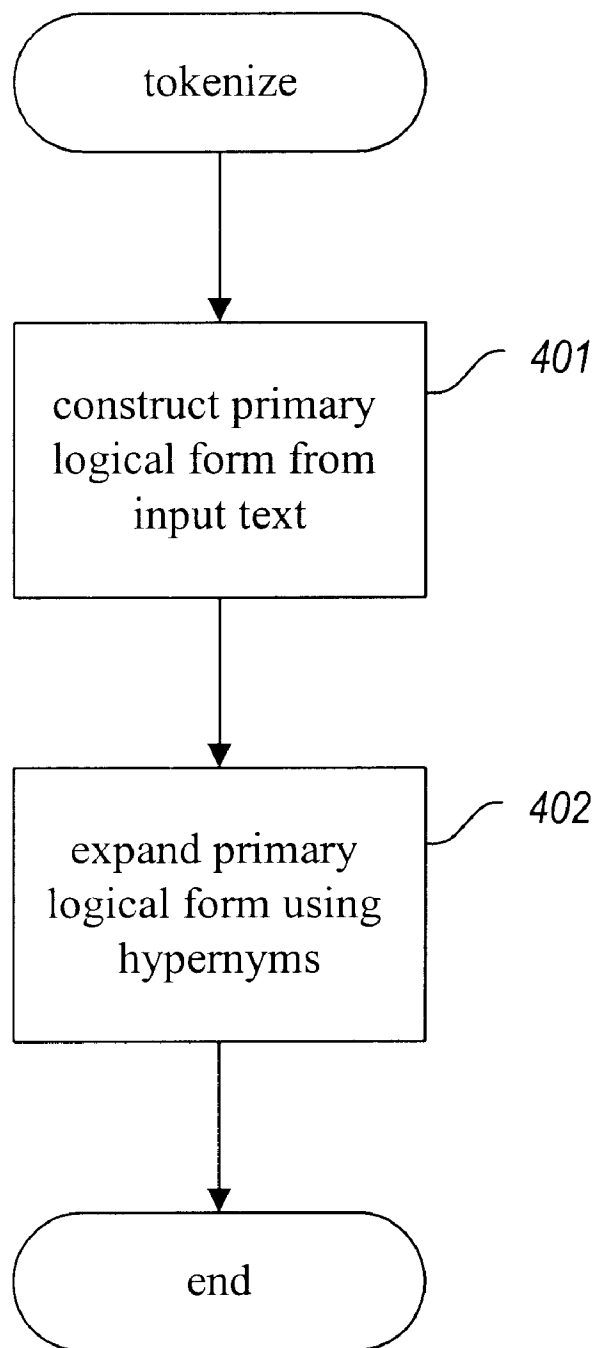 tokenize
401
construct primary
logical form from
input text
402
expand primary
logical form using
hypernyms
end